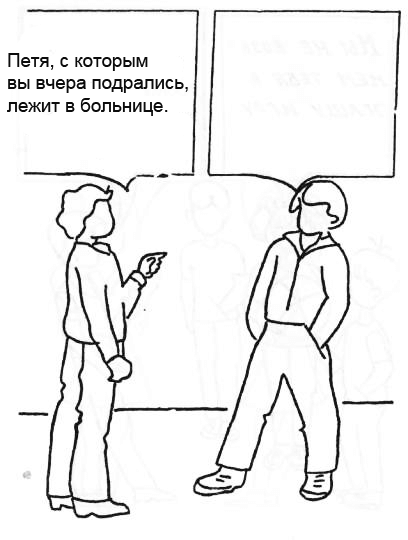 Петя, с которым
вы вчера подрались,
лежит в больнице.